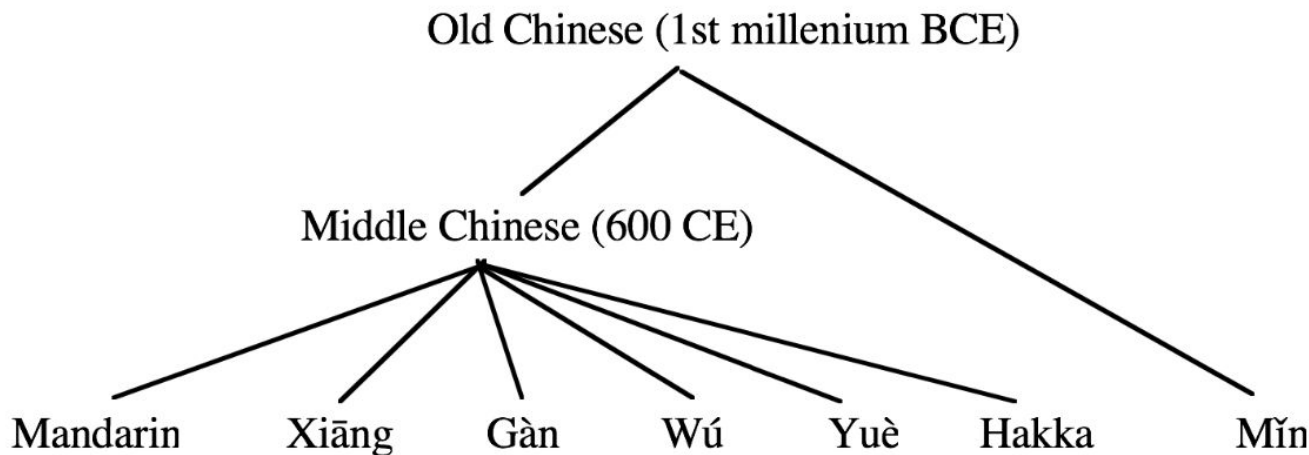 Old Chinese (1st millenium BCE)
Middle Chinese (600 CE)
Mandarin Xiāng Gàn Wú Yuè Hakka Mǐn